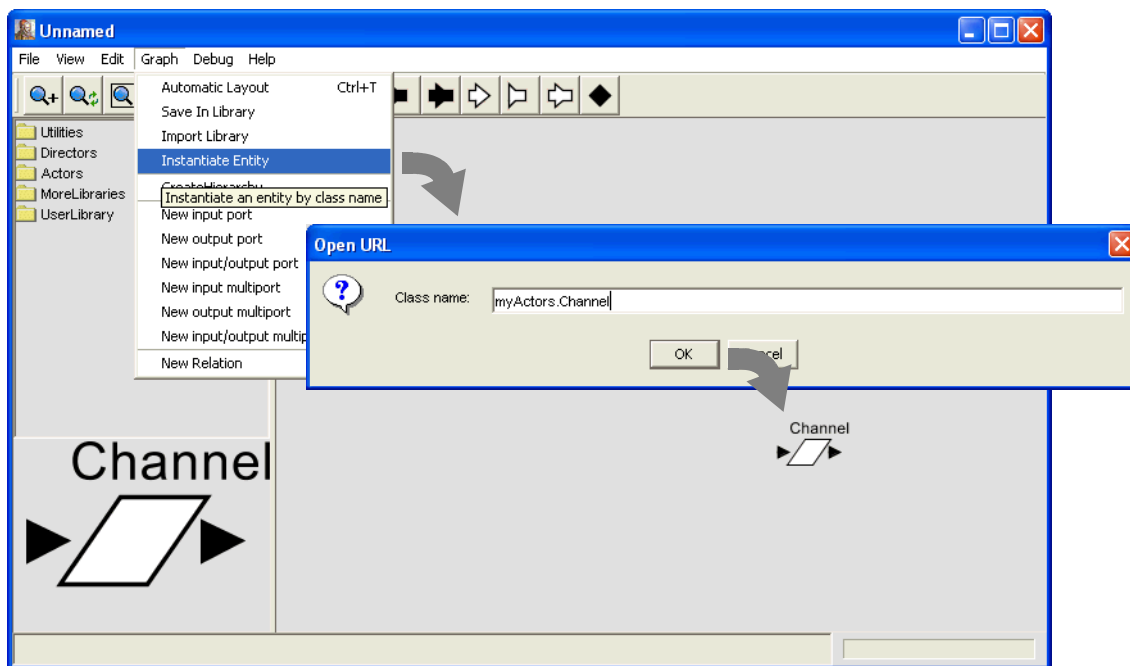 Unnamed
File View Edit Graph Debug Help
Automatic Layout Ctrl+T
Save In Library
Import Library
Instantiate Entity
Instantiate an entity by class name
New input port
New output port
New input/output port
New input multiport
New output multiport
New input/output multip
New Relation
Utilities
Directors
Actors
MoreLibraries
UserLibrary
Open URL
Class name: myActors.Channel
OK
Channel
Channel